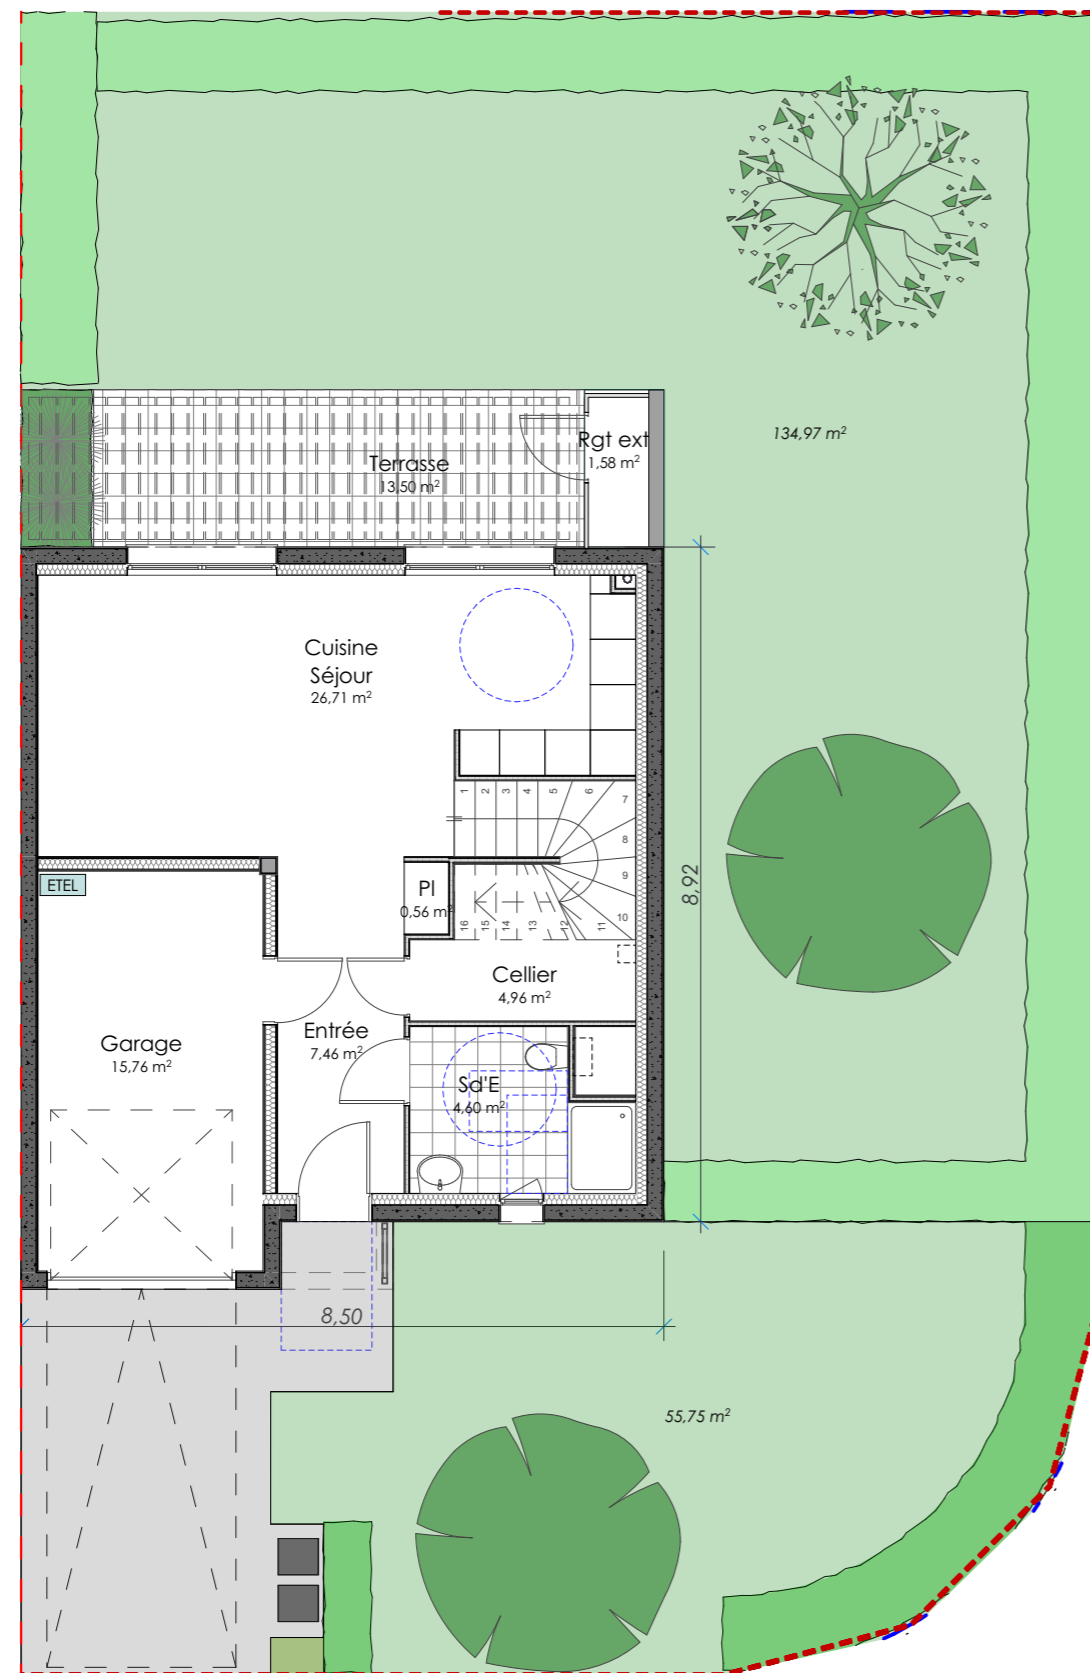 134,97 m²
Rgt ext
1,58 m²
Terrasse
13,50 m²
Cuisine
Séjour
26,71 m²
1 2 3 4 5 6 7
8
9
10
16 15 14 13 12 11
8,92
ETEL
Pl
0,56 m²
Cellier
4,96 m²
Entrée
7,46 m²
Garage
15,76 m²
Sd'E
4,60 m²
8,50
55,75 m²